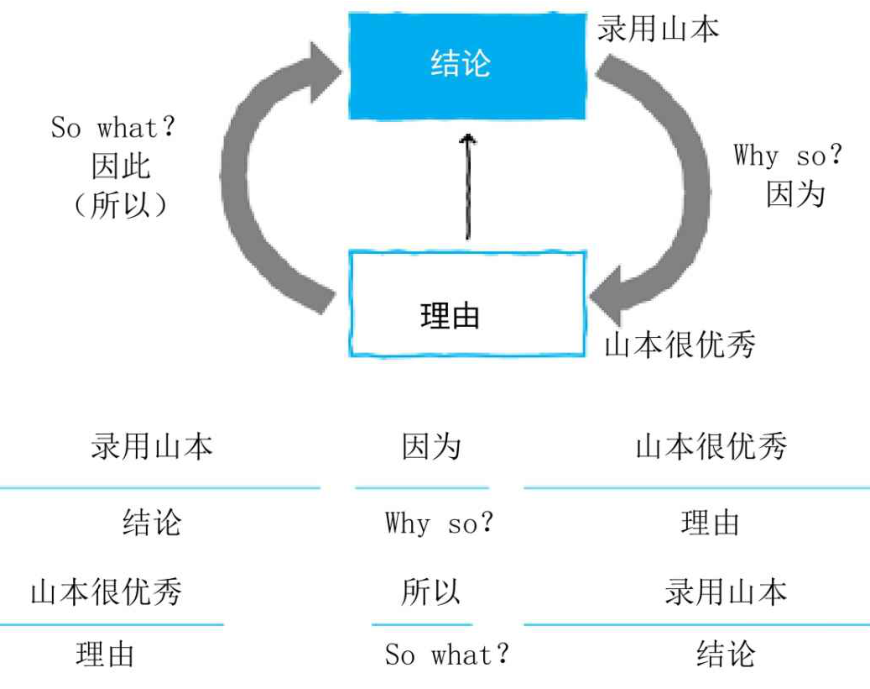 录用山本
结论
So what?
因此
（所以）
Why so?
因为
理由
山本很优秀
录用山本 因为 山本很优秀
结论 Why so? 理由
山本很优秀 所以 录用山本
理由 So what? 结论